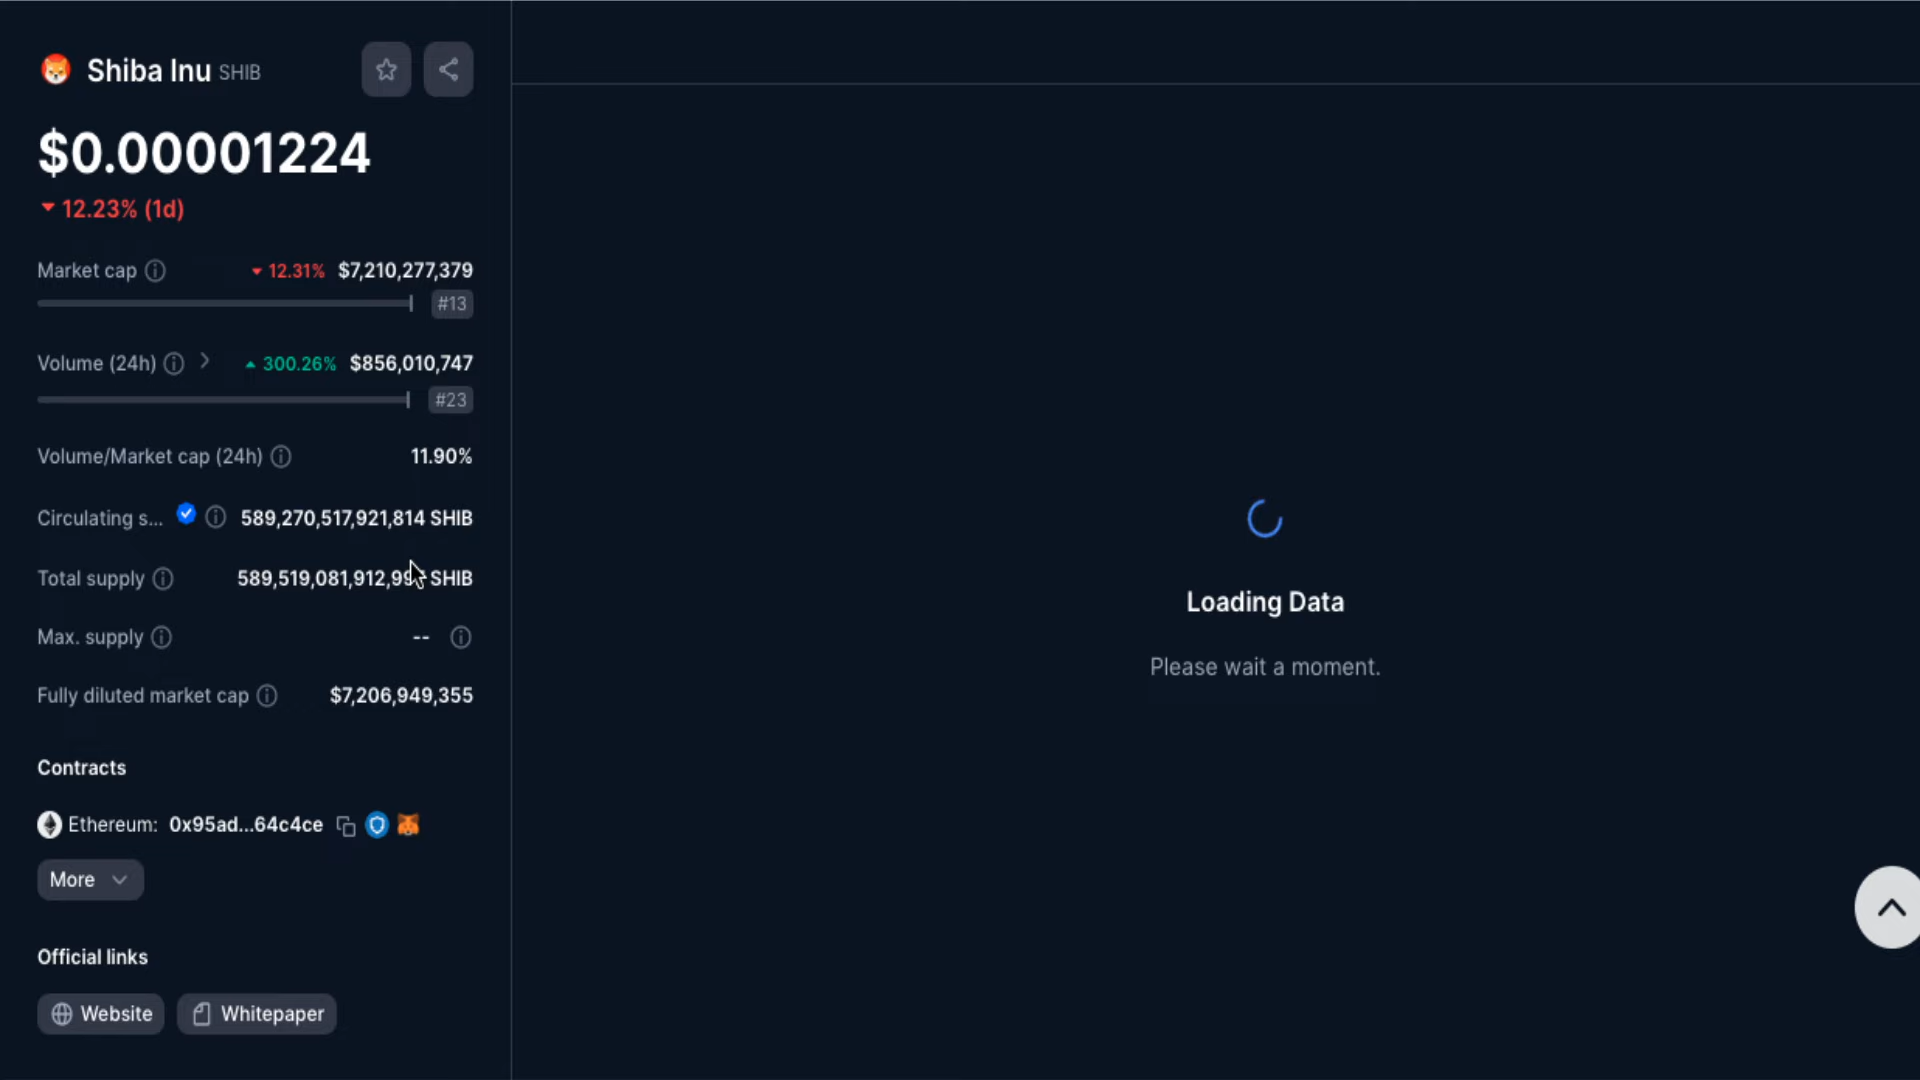 Shiba Inu SHIB
$0.00001224
12.23% (1d)
Market cap 12.31% $7,210,277,379
#13
Volume (24h) 300.26% $856,010,747
#23
Volume/Market cap (24h) 11.90%
Circulating s... 589,270,517,921,814 SHIB
Total supply SHIB
Max. supply --
Fully diluted market cap $7,206,949,355
Contracts
Ethereum: 0x95ad...64c4ce
More
Official links
Website Whitepaper
Loading Data
Please wait a moment.